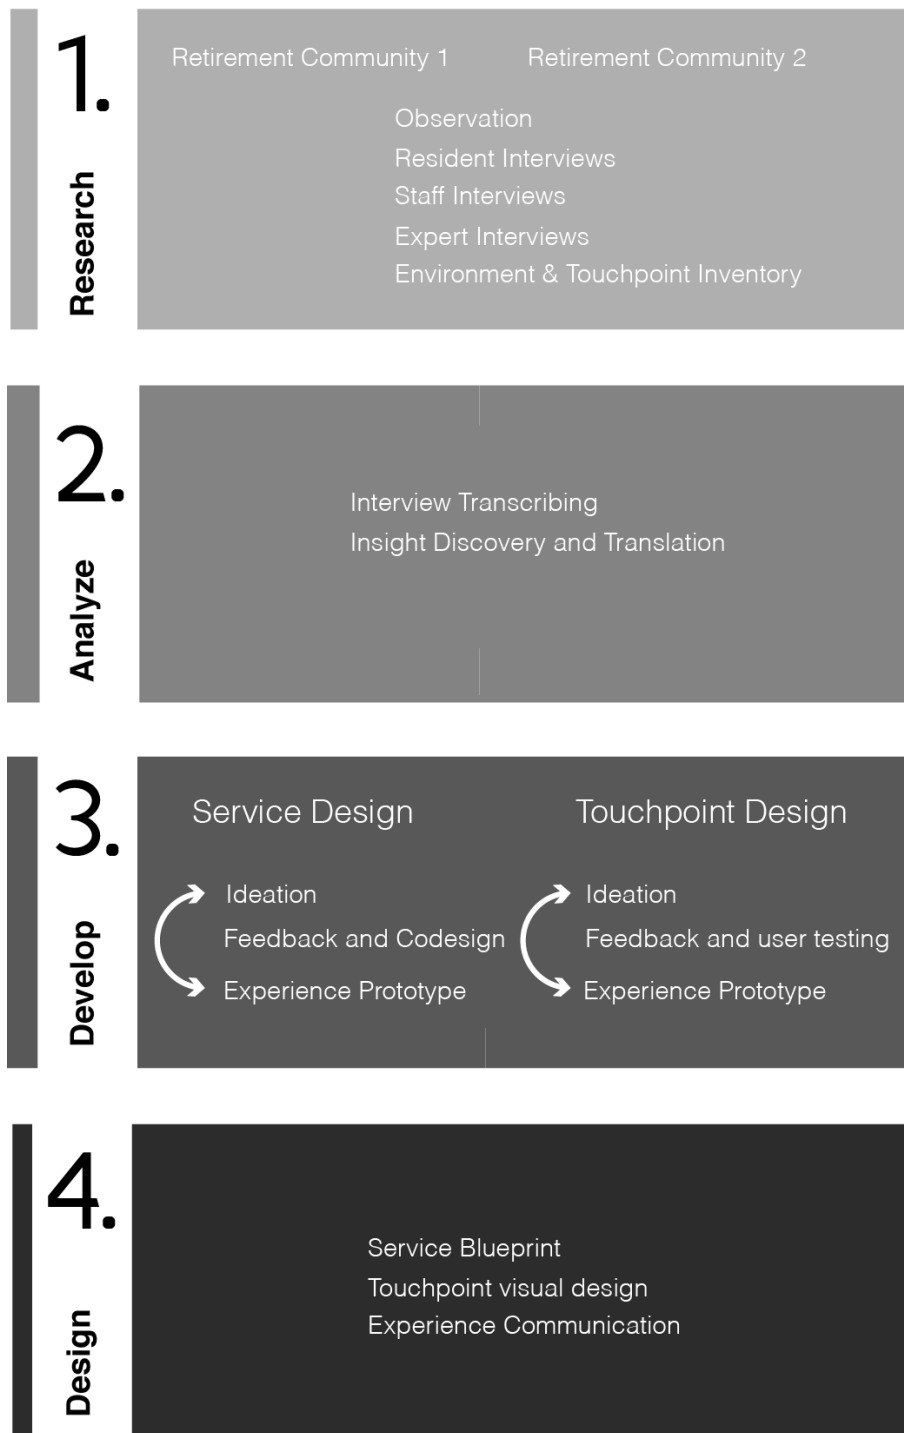 1.
Research
Retirement Community 1
Retirement Community 2
Observation
Resident Interviews
Staff Interviews
Expert Interviews
Environment & Touchpoint Inventory
2.
Analyze
Interview Transcribing
Insight Discovery and Translation
3.
Develop
Service Design
Ideation
Feedback and Codesign
Experience Prototype
Touchpoint Design
Ideation
Feedback and user testing
Experience Prototype
4.
Design
Service Blueprint
Touchpoint visual design
Experience Communication